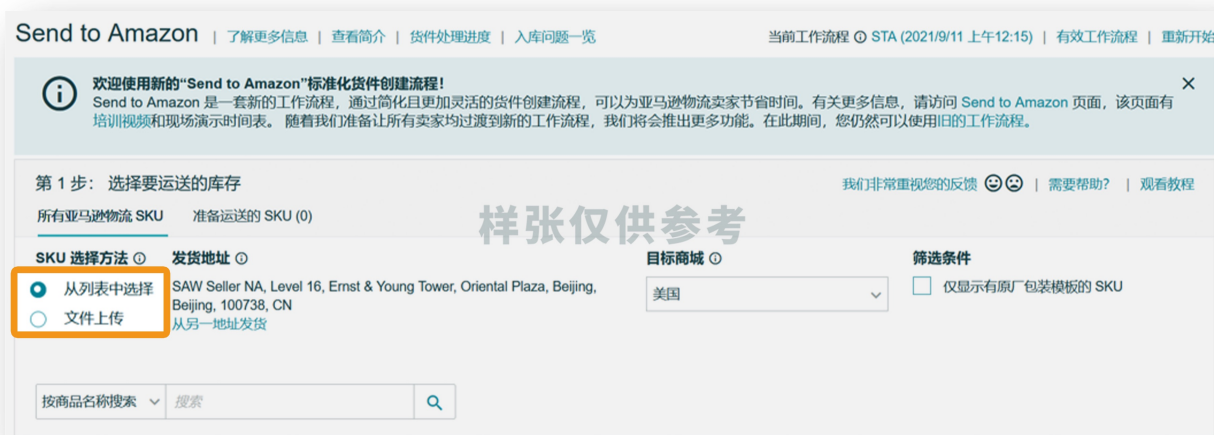 Send to Amazon | 了解更多信息 | 查看简介 | 货件处理进度 | 入库问题一览 当前工作流程 STA (2021/9/11 上午12:15) | 有效工作流程 | 重新开始
欢迎使用新的“Send to Amazon”标准化货件创建流程！
Send to Amazon 是一套新的工作流程，通过简化且更加灵活的货件创建流程，可以为亚马逊物流卖家节省时间。有关更多信息，请访问 Send to Amazon 页面，该页面有
培训视频和现场演示时间表。 随着我们准备让所有卖家均过渡到新的工作流程，我们将会推出更多功能。在此期间，您仍然可以使用旧的工作流程。
第 1 步： 选择要运送的库存 我们非常重视您的反馈 | 需要帮助? | 观看教程
所有亚马逊物流 SKU 准备运送的 SKU (0)
样张仅供参考
SKU 选择方法 发货地址 目标商城 筛选条件
从列表中选择 SAW Seller NA, Level 16, Ernst & Young Tower, Oriental Plaza, Beijing, 美国 仅显示有原厂包装模板的 SKU
Beijing, 100738, CN
文件上传 从另一地址发货
按商品名称搜索 搜索